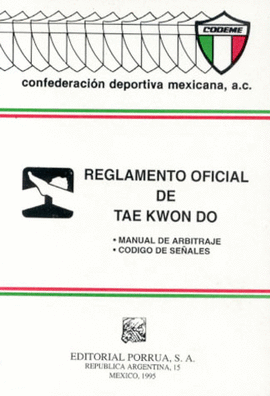 CODEME
confederación deportiva mexicana, a.c.
REGLAMENTO OFICIAL
DE
TAE KWON DO
• MANUAL DE ARBITRAJE
• CODIGO DE SEÑALES
EDITORIAL PORRUA, S. A.
REPUBLICA ARGENTINA, 15
MEXICO, 1995